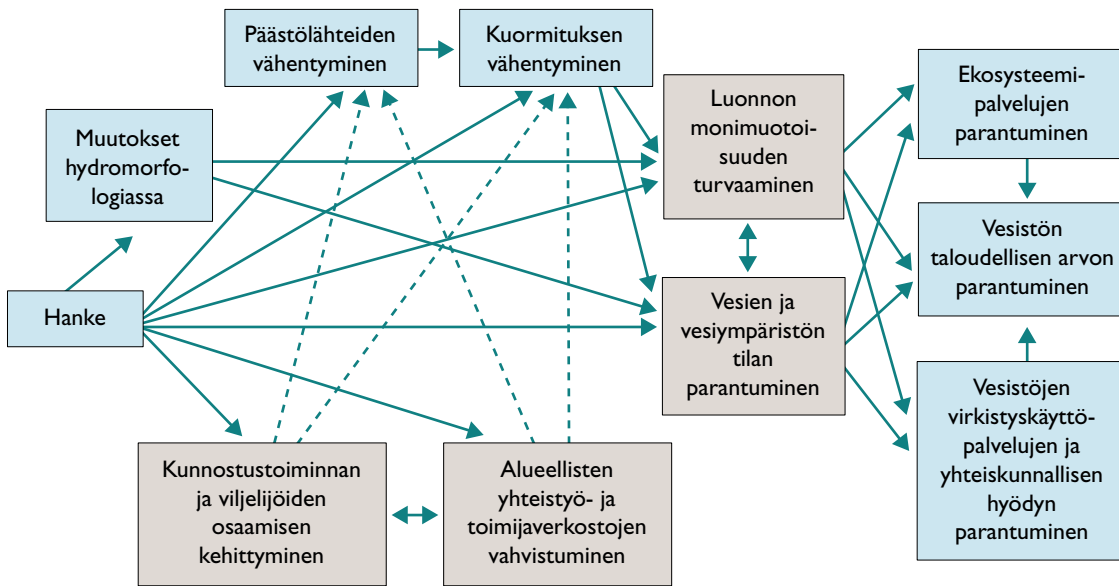 Päästölähteiden
vähentyminen
Kuormituksen
vähentyminen
Muutokset
hydromorfo-
logiassa
Hanke
Luonnon
monimuotoi-
suuden
turvaaminen
Vesien ja
vesiympäristön
tilan
parantuminen
Ekosysteemi-
palvelujen
parantuminen
Vesistön
taloudellisen arvon
parantuminen
Vesistöjen
virkistyskäyttö-
palvelujen ja
yhteiskunnallisen
hyödyn
parantuminen
Kunnostustoiminnan
ja viljelijöiden
osaamisen
kehittyminen
Alueellisten
yhteistyö- ja
toimijaverkostojen
vahvistuminen